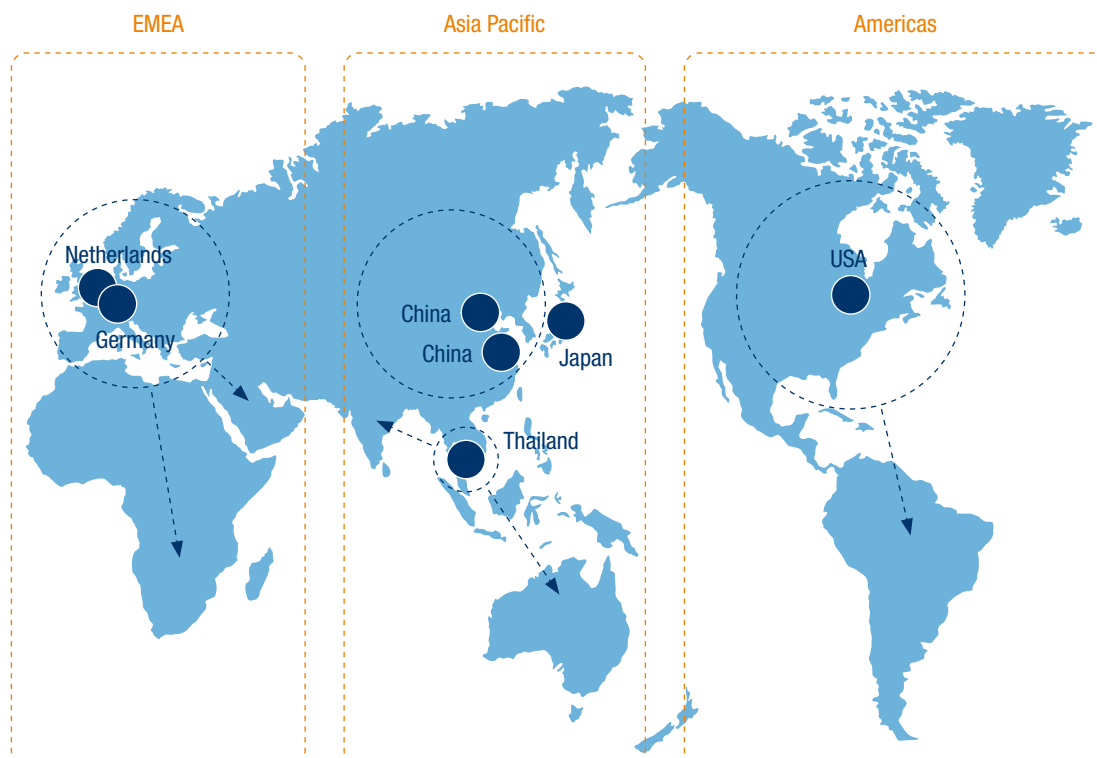 EMEA
Asia Pacific
Americas
Netherlands
Germany
China
China
Japan
Thailand
USA